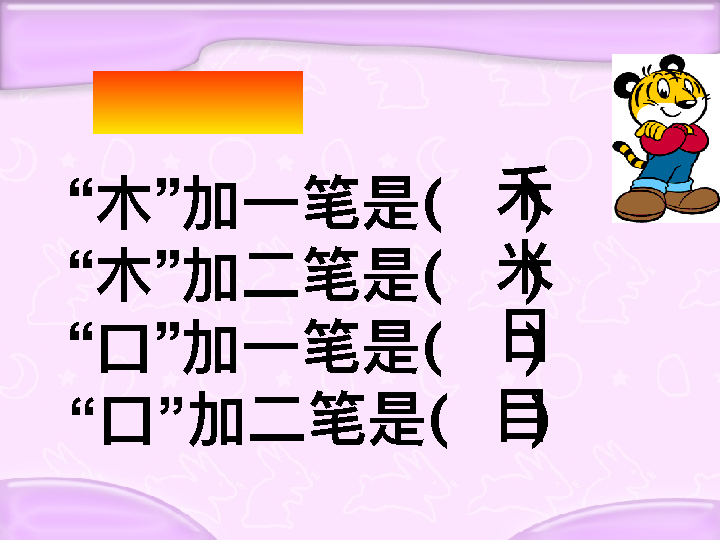 “木”加一笔是( 禾 )
“木”加二笔是( 米 )
“口”加一笔是( 日 )
“口”加二笔是( 目 )